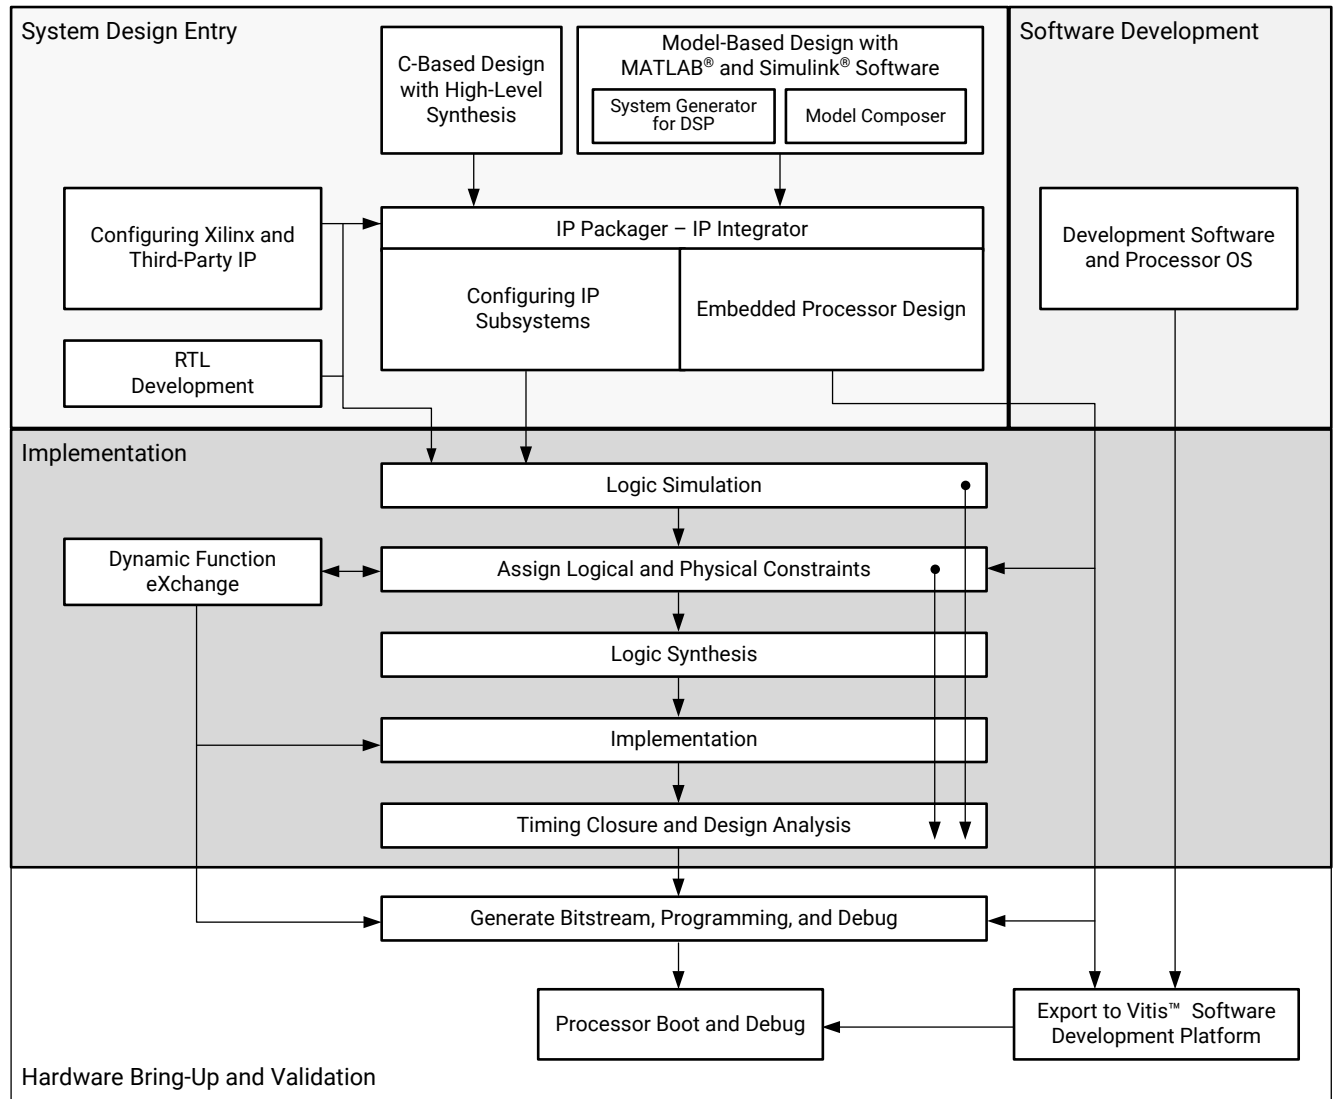 System Design Entry
Software Development
C-Based Design
with High-Level
Synthesis
Model-Based Design with
MATLAB® and Simulink® Software
System Generator
for DSP
Model Composer
Configuring Xilinx and
Third-Party IP
IP Packager – IP Integrator
Development Software
and Processor OS
Configuring IP
Subsystems
Embedded Processor Design
RTL
Development
Implementation
Logic Simulation
Dynamic Function
eXchange
Assign Logical and Physical Constraints
Logic Synthesis
Implementation
Timing Closure and Design Analysis
Generate Bitstream, Programming, and Debug
Processor Boot and Debug
Export to Vitis™ Software
Development Platform
Hardware Bring-Up and Validation